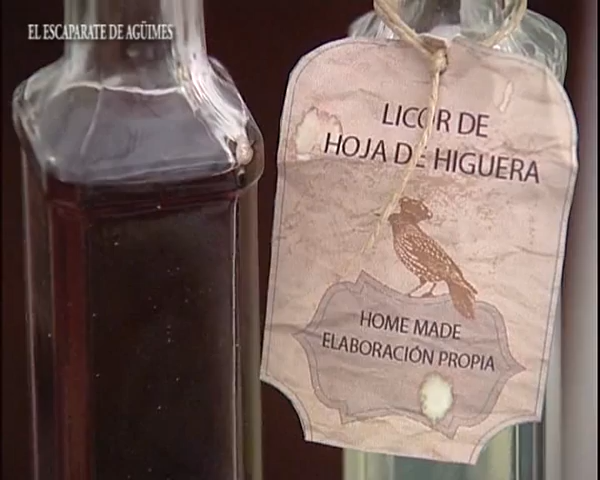 EL ESCAPARATE DE AGÜIMES
LICOR DE
HOJA DE HIGUERA
HOME MADE
ELABORACIÓN PROPIA